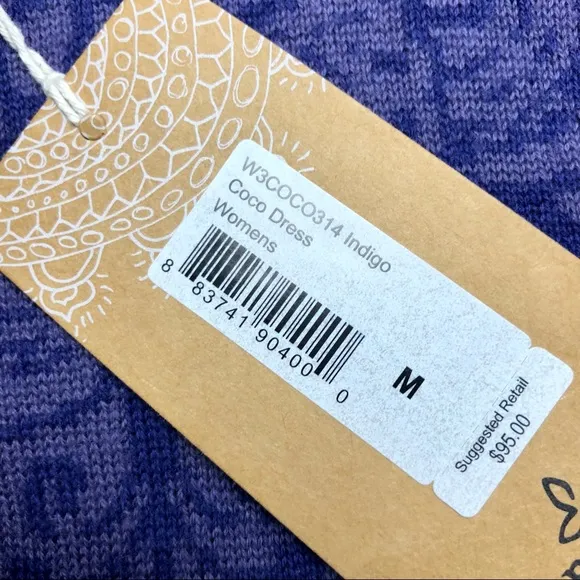 W3COCO314 Indigo
Coco Dress
Womens
8 83741 90400 0
M
Suggested Retail
$95.00